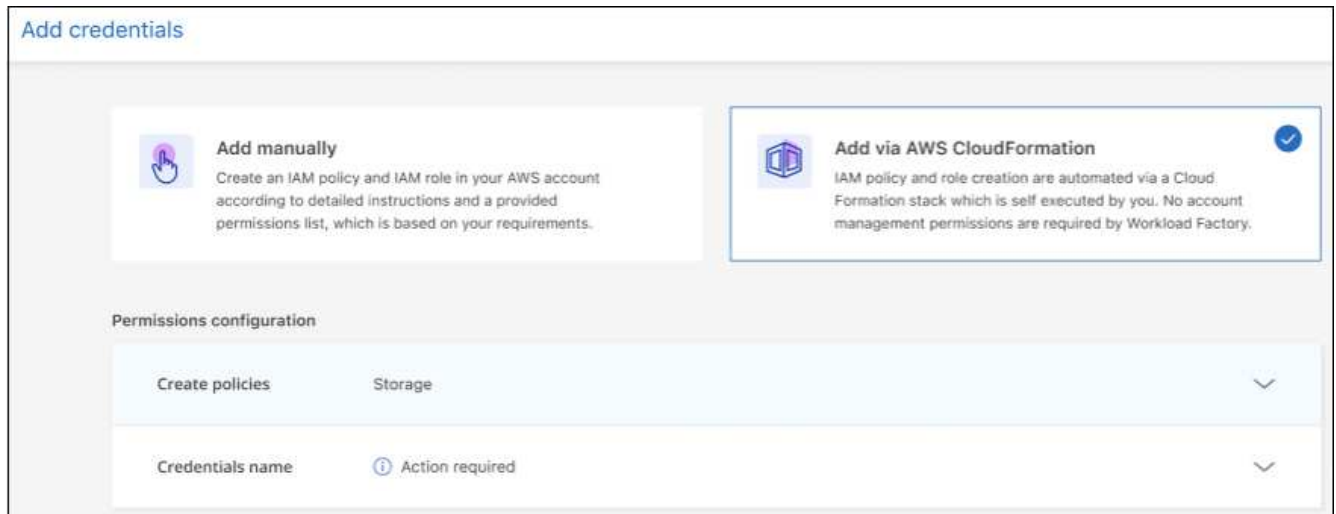 Add credentials
Add manually
Create an IAM policy and IAM role in your AWS account
according to detailed instructions and a provided
permissions list, which is based on your requirements.
Add via AWS CloudFormation
IAM policy and role creation are automated via a Cloud
Formation stack which is self executed by you. No account
management permissions are required by Workload Factory.
Permissions configuration
Create policies Storage
Credentials name Action required